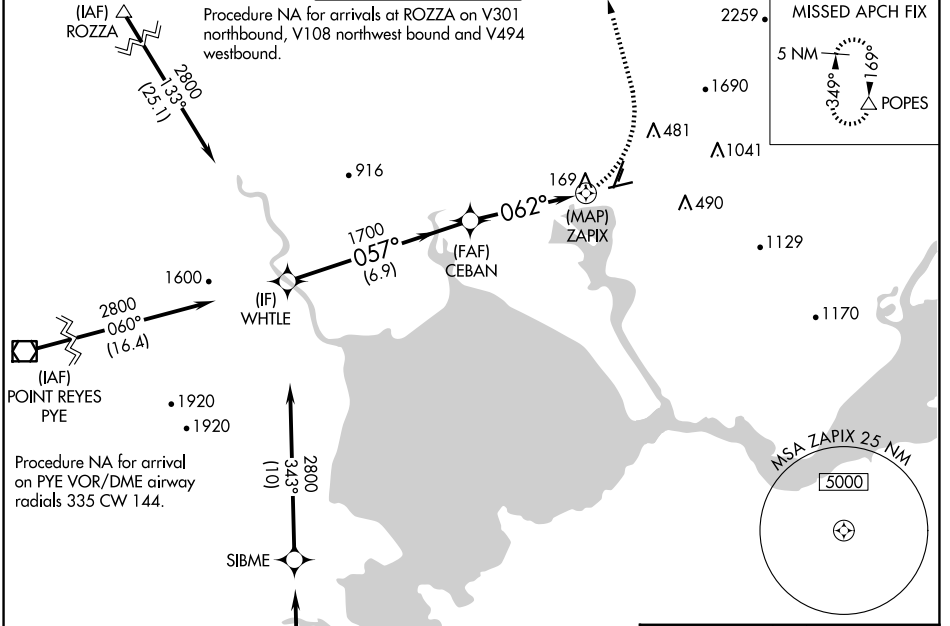 (IAF)
ROZZA
Procedure NA for arrivals at ROZZA on V301
northbound, V108 northwest bound and V494
westbound.
2259
MISSED APCH FIX
5 NM
349°
169°
POPES
2800
133°
(25.1)
1690
481
1041
916
169
490
062°
(MAP)
ZAPIX
1700
057°
(6.9)
(FAF)
CEBAN
1129
1600
(IF)
WHTLE
2800
060°
(16.4)
1170
(IAF)
POINT REYES
PYE
1920
1920
Procedure NA for arrival
on PYE VOR/DME airway
radials 335 CW 144.
2800
343°
(10)
MSA ZAPIX 25 NM
5000
SIBME